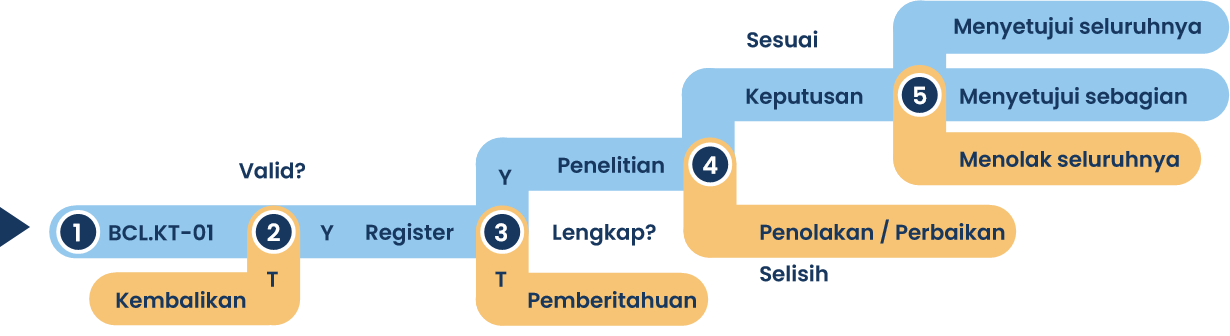 Valid?
1 BCL.KT-01
2
Y Register
T
Kembalikan
3
Y Penelitian
Lengkap?
T
Pemberitahuan
4
Sesuai
Keputusan
Penolakan / Perbaikan
Selisih
5
Menyetujui seluruhnya
Menyetujui sebagian
Menolak seluruhnya